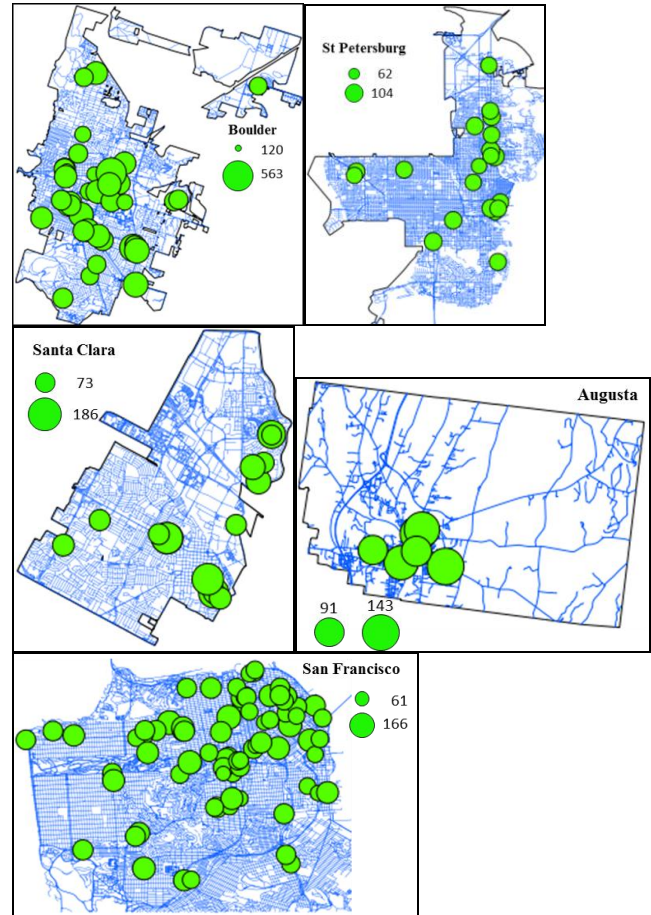 Boulder
120
563
St Petersburg
62
104
Santa Clara
73
186
Augusta
91 143
San Francisco
61
166